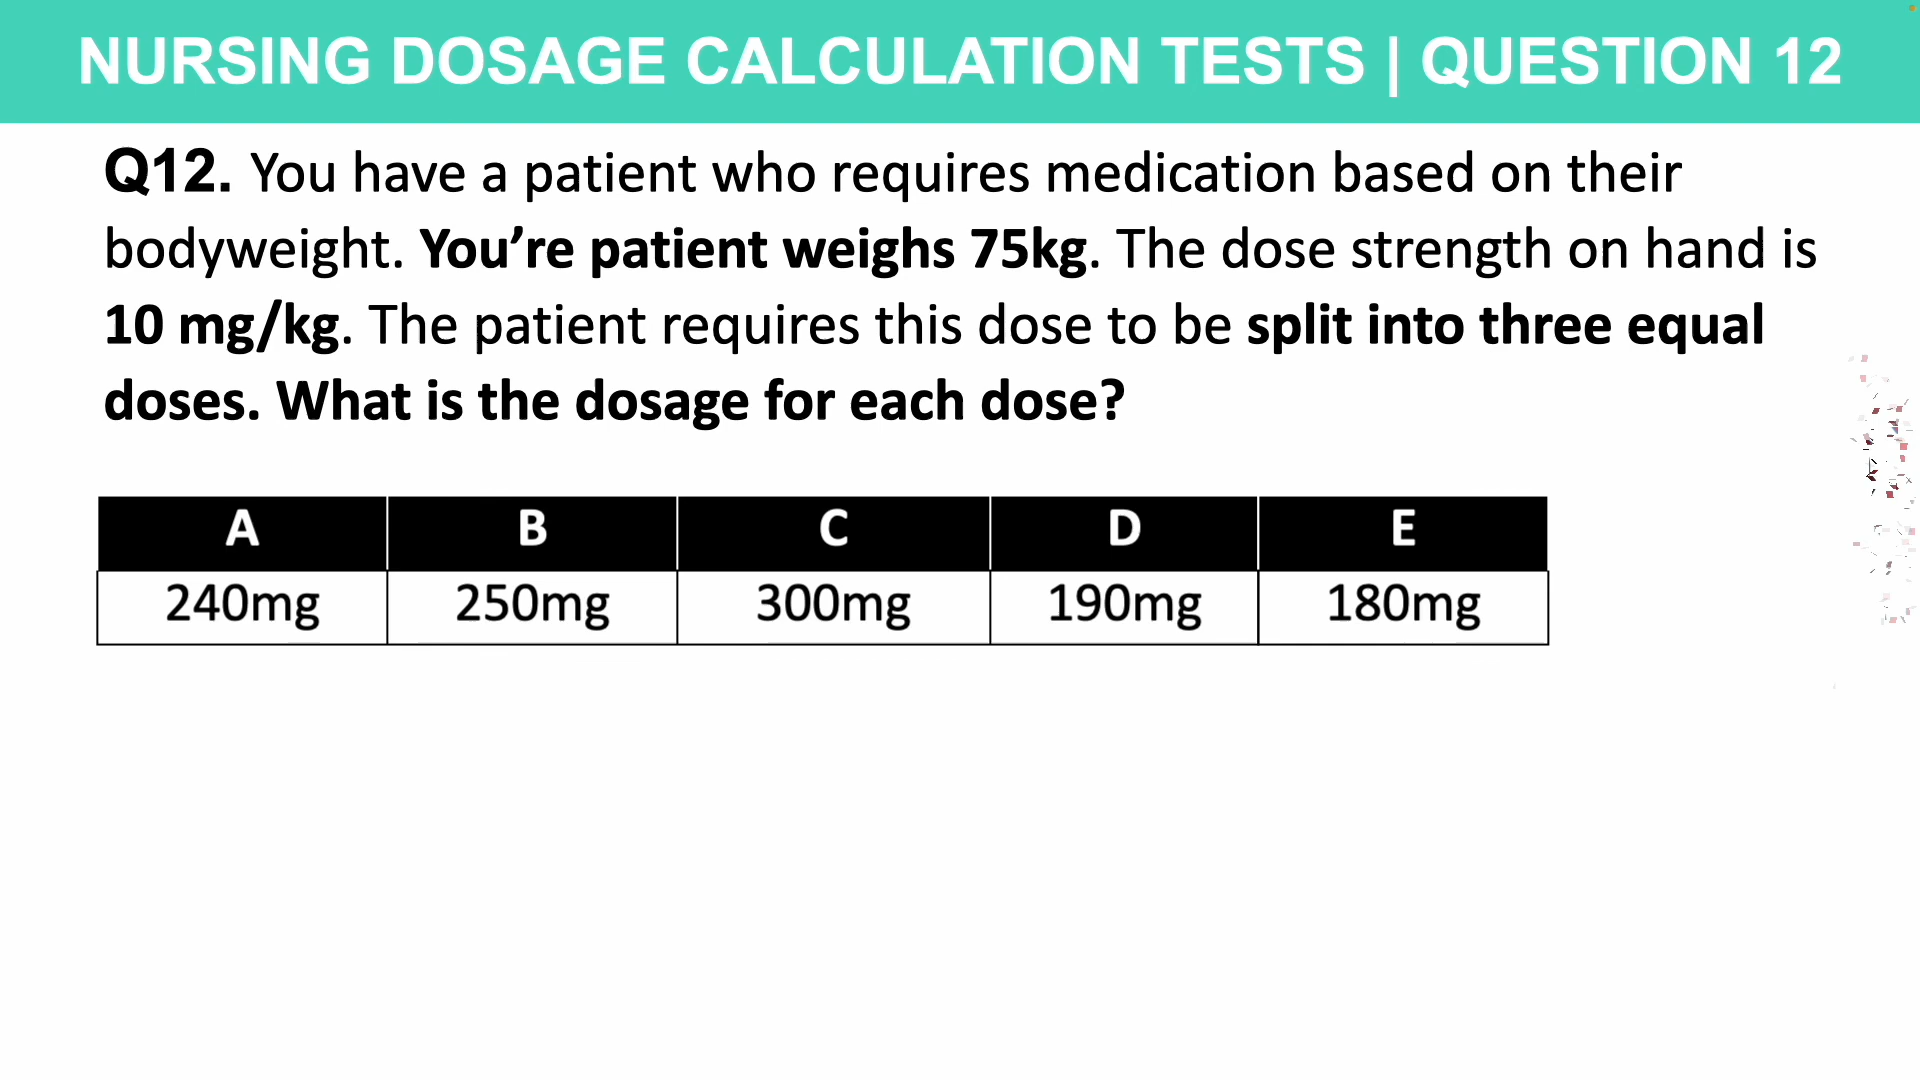 NURSING DOSAGE CALCULATION TESTS | QUESTION 12
Q12. You have a patient who requires medication based on their
bodyweight. You’re patient weighs 75kg. The dose strength on hand is
10 mg/kg. The patient requires this dose to be split into three equal
doses. What is the dosage for each dose?
A B C D E
240mg 250mg 300mg 190mg 180mg